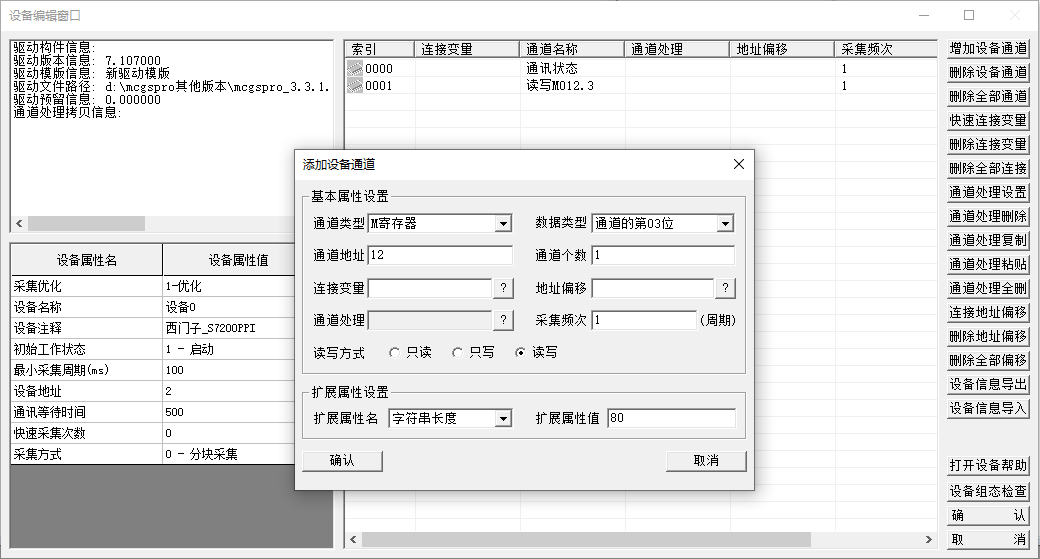 设备编辑窗口
驱动构件信息:
驱动版本信息: 7.107000
驱动模版信息: 新驱动模版
驱动文件路径: d:\mcgspro其他版本\mcgspro_3.3.1.
驱动预留信息: 0.000000
通道处理拷贝信息:
设备属性名 设备属性值
采集优化 1-优化
设备名称 设备0
设备注释 西门子_S7200PPI
初始工作状态 1 - 启动
最小采集周期(ms) 100
设备地址 2
通讯等待时间 500
快速采集次数 0
采集方式 0 - 分块采集
索引 连接变量 通道名称 通道处理 地址偏移 采集频次
0000 通讯状态 1
0001 读写M012.3 1
添加设备通道
基本属性设置
通道类型 M寄存器 数据类型 通道的第03位
通道地址 12 通道个数 1
连接变量 ? 地址偏移 ?
通道处理 ? 采集频次 1 (周期)
读写方式 只读 只写 读写
扩展属性设置
扩展属性名 字符串长度 扩展属性值 80
确认 取消
增加设备通道
删除设备通道
删除全部通道
快速连接变量
删除连接变量
删除全部连接
通道处理设置
通道处理删除
通道处理复制
通道处理粘贴
通道处理全删
连接地址偏移
删除地址偏移
删除全部偏移
设备信息导出
设备信息导入
打开设备帮助
设备组态检查
确 认
取 消